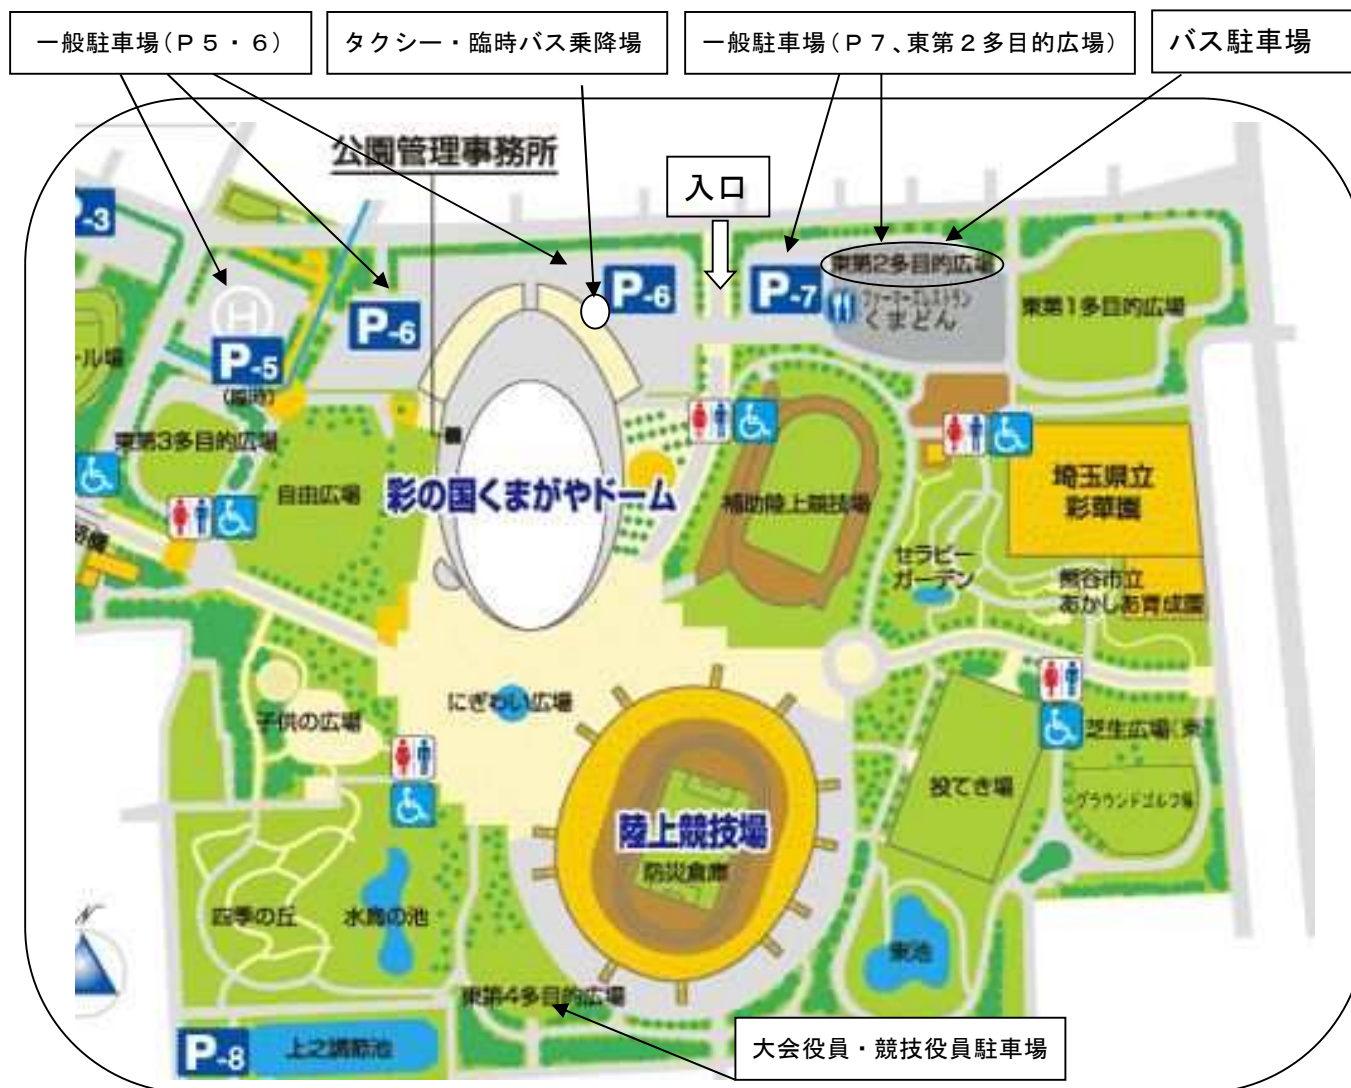 一般駐車場(P5・6)
タクシー・臨時バス乗降場
一般駐車場(P7、東第2多目的広場)
バス駐車場
公園管理事務所
入口
P-3
P-6
P-7
東第2多目的広場
ファーマーズレストラン
くまどん
東第1多目的広場
P-6
P-5
(臨時)
ール場
東第3多目的広場
自由広場
彩の国くまがやドーム
補助陸上競技場
埼玉県立
彩華園
セラピー
ガーデン
熊谷市立
あかしあ育成園
にぎわい広場
子供の広場
芝生広場(東)
投てき場
グラウンドゴルフ場
陸上競技場
防災倉庫
四季の丘
水鳥の池
東池
東第4多目的広場
P-8
上之調節池
大会役員・競技役員駐車場